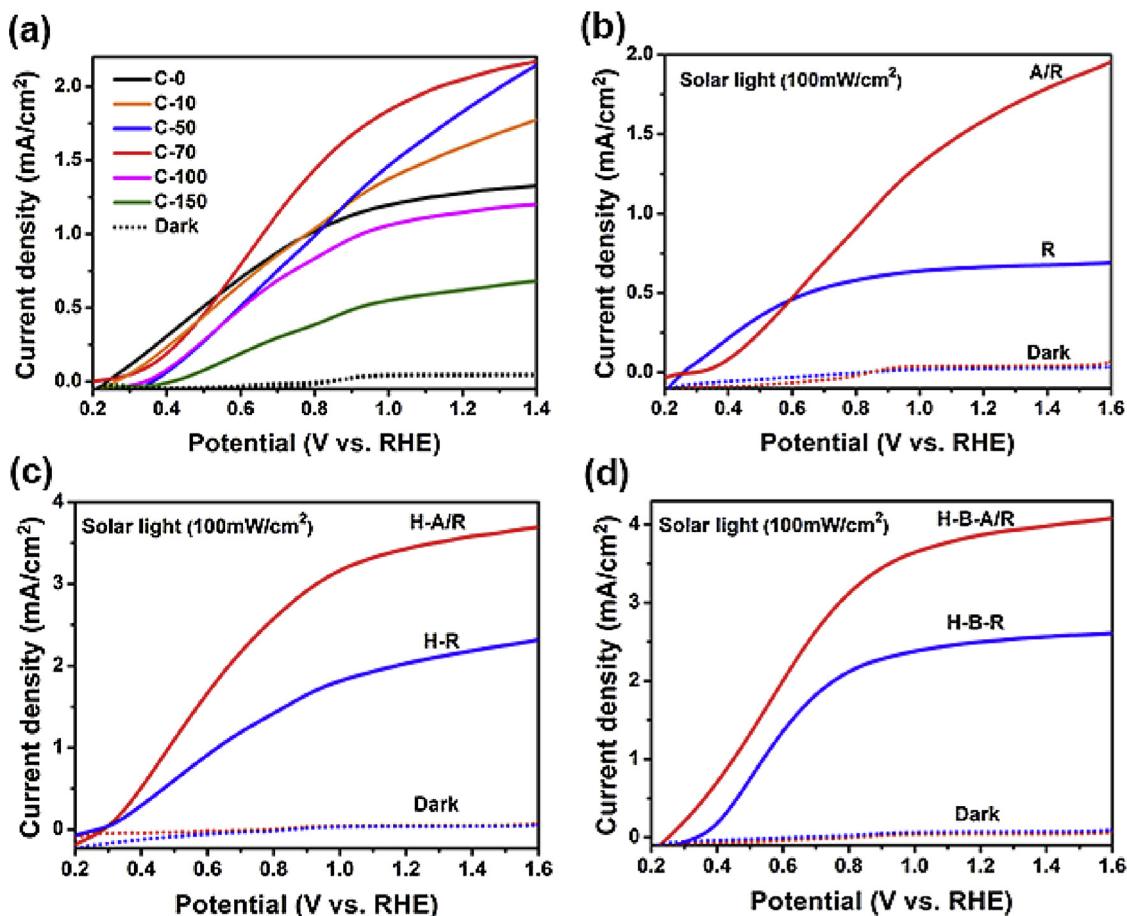 (a)
Current density (mA/cm²)
2.0
1.5
1.0
0.5
0.0
C-0
C-10
C-50
C-70
C-100
C-150
Dark
0.2 0.4 0.6 0.8 1.0 1.2 1.4
Potential (V vs. RHE)
(b)
Current density (mA/cm²)
2.0
1.5
1.0
0.5
0.0
Solar light (100mW/cm²)
A/R
R
Dark
0.2 0.4 0.6 0.8 1.0 1.2 1.4 1.6
Potential (V vs. RHE)
(c)
Current density (mA/cm²)
4
3
2
1
0
Solar light (100mW/cm²)
H-A/R
H-R
Dark
0.2 0.4 0.6 0.8 1.0 1.2 1.4 1.6
Potential (V vs. RHE)
(d)
Current density (mA/cm²)
4
3
2
1
0
Solar light (100mW/cm²)
H-B-A/R
H-B-R
Dark
0.2 0.4 0.6 0.8 1.0 1.2 1.4 1.6
Potential (V vs. RHE)